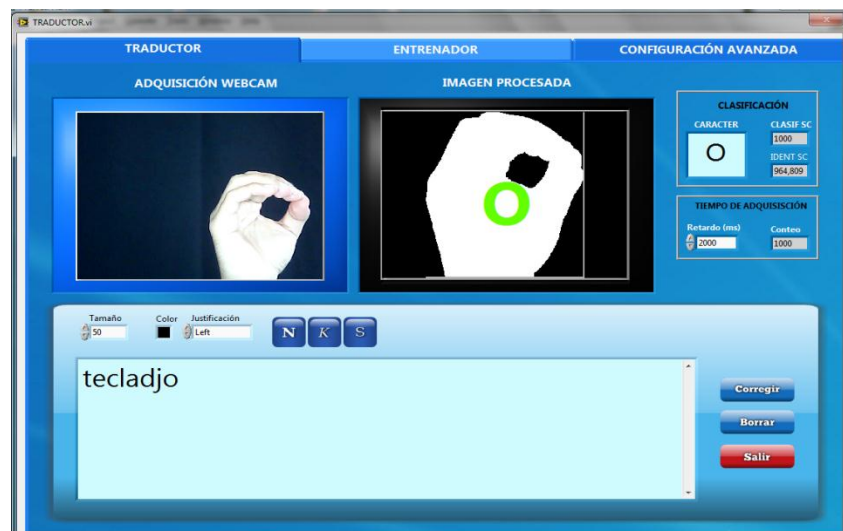 TRADUCTOR.vi
TRADUCTOR ENTRENADOR CONFIGURACIÓN AVANZADA
ADQUISICIÓN WEBCAM IMAGEN PROCESADA
CLASIFICACIÓN
CARACTER CLASIF SC
1000
O
IDENT SC
964,809
O
TIEMPO DE ADQUISISCIÓN
Retardo (ms) Conteo
2000 1000
Tamaño Color Justificación
50 Left
N K S
tecladjo
Corregir
Borrar
Salir